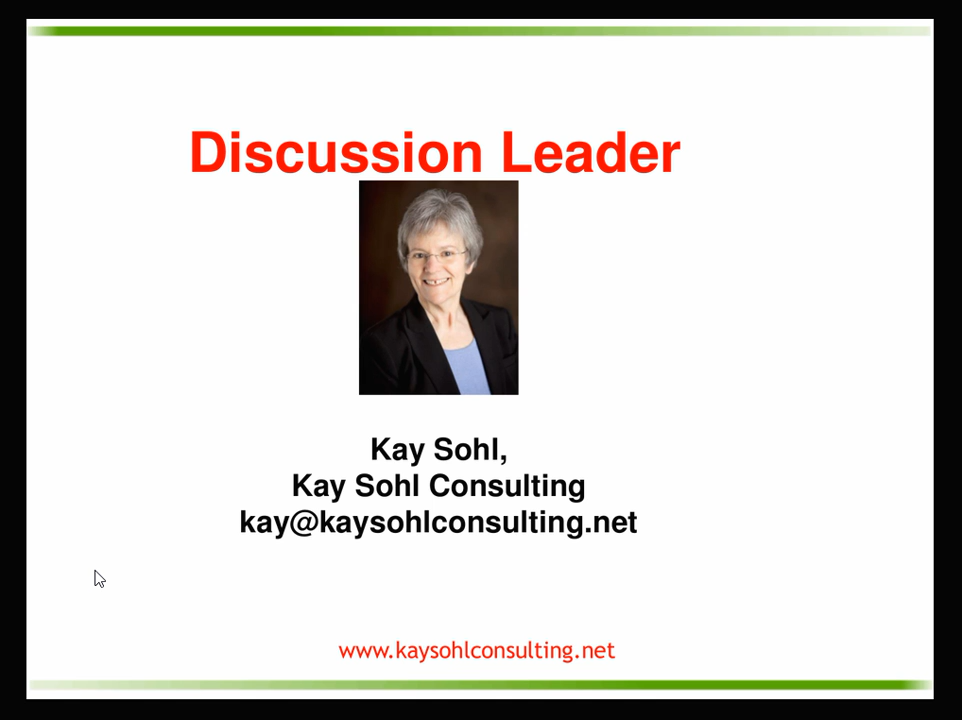 Discussion Leader
Kay Sohl,
Kay Sohl Consulting
kay@kaysohlconsulting.net
www.kaysohlconsulting.net